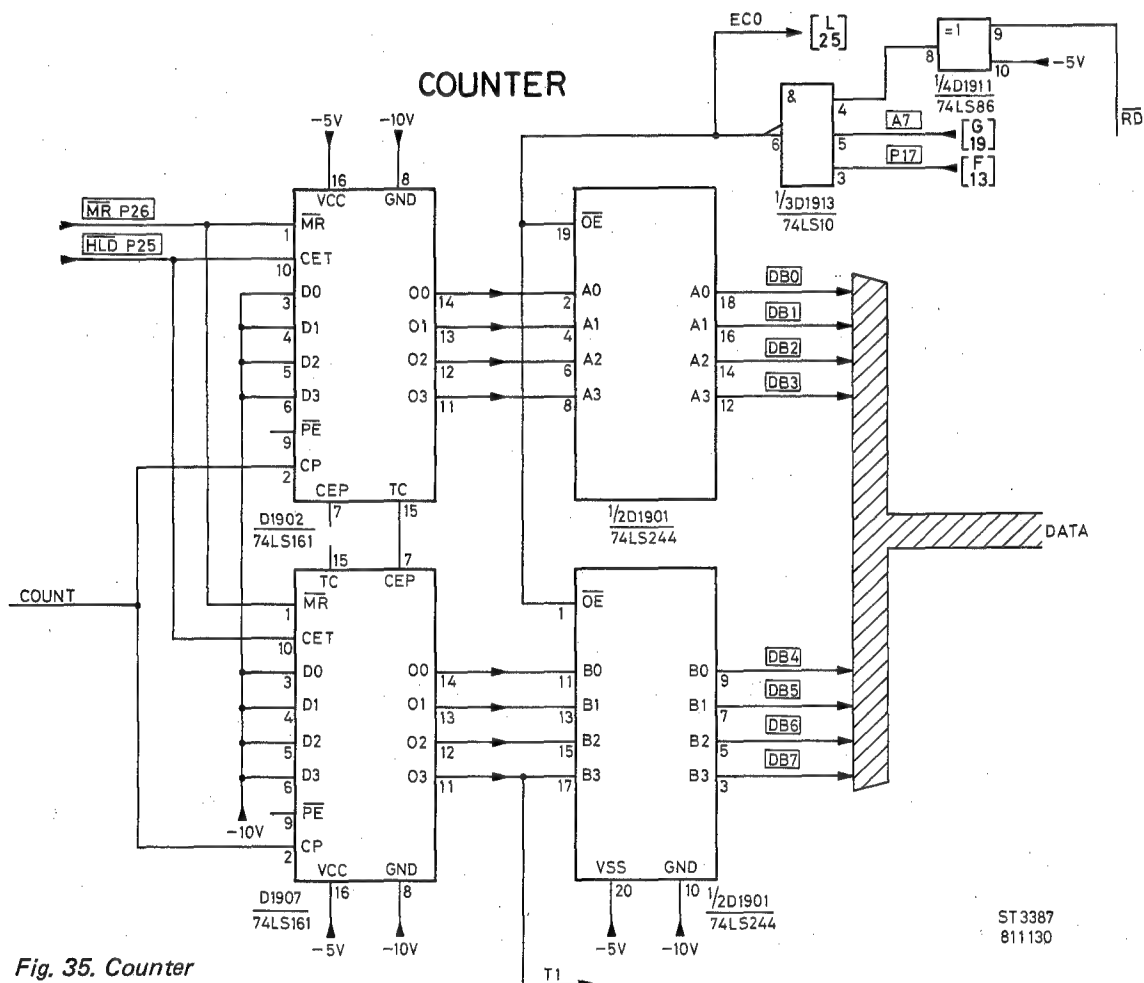 COUNTER
EC0
[L 25]
=1
9
8
10
-5V
1/4D1911
74LS86
RD
&
4
A7
[G 19]
5
6
P17
[F 13]
3
1/3D1913
74LS10
-5V
-10V
16
8
VCC
GND
MR P26
MR
1
HLD P25
CET
10
D0
3
D1
4
D2
5
D3
6
PE
9
CP
2
O0
14
O1
13
O2
12
O3
11
CEP
TC
7
15
D1902
74LS161
OE
19
A0
2
A1
4
A2
6
A3
8
A0
18
DB0
A1
16
DB1
A2
14
DB2
A3
12
DB3
1/2D1901
74LS244
DATA
COUNT
15
7
TC
CEP
MR
1
CET
10
D0
3
D1
4
D2
5
D3
6
-10V
PE
9
CP
2
O0
14
O1
13
O2
12
O3
11
VCC
GND
16
8
D1907
74LS161
-5V
-10V
OE
1
B0
11
B1
13
B2
15
B3
17
B0
9
DB4
B1
7
DB5
B2
5
DB6
B3
3
DB7
VSS
GND
20
10
1/2D1901
74LS244
-5V
-10V
T1
ST3387
811130
Fig. 35. Counter